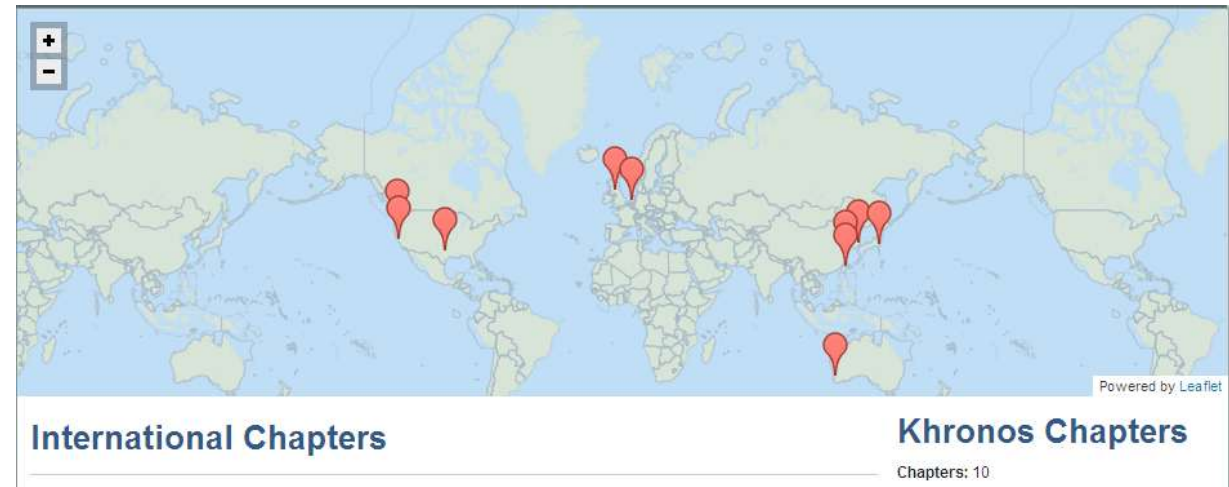 +
-
Powered by Leaflet
International Chapters
Khronos Chapters
Chapters: 10